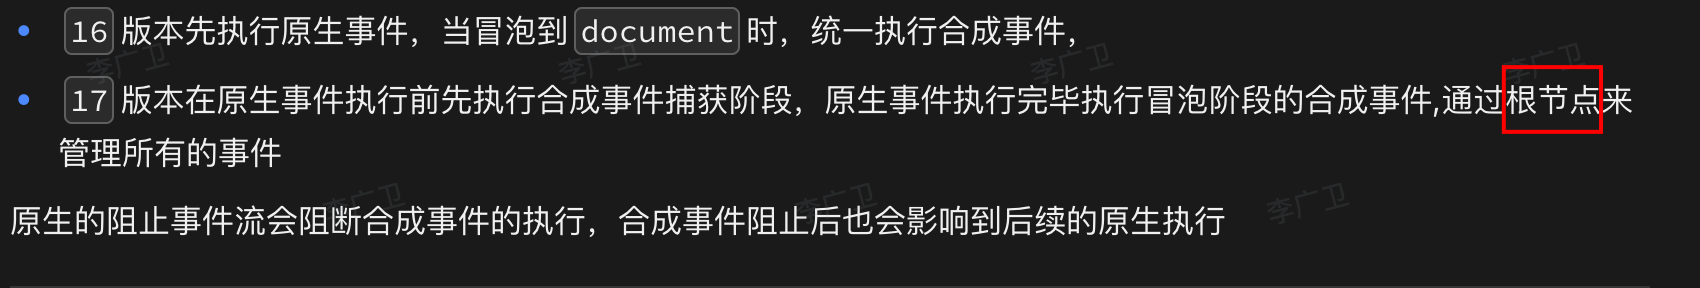 16 版本先执行原生事件，当冒泡到 document 时，统一执行合成事件，
17 版本在原生事件执行前先执行合成事件捕获阶段，原生事件执行完毕执行冒泡阶段的合成事件,通过根节点来
管理所有的事件
原生的阻止事件流会阻断合成事件的执行，合成事件阻止后也会影响到后续的原生执行
李广卫 李广卫 李广卫 李广卫
李广卫 李广卫 李广卫